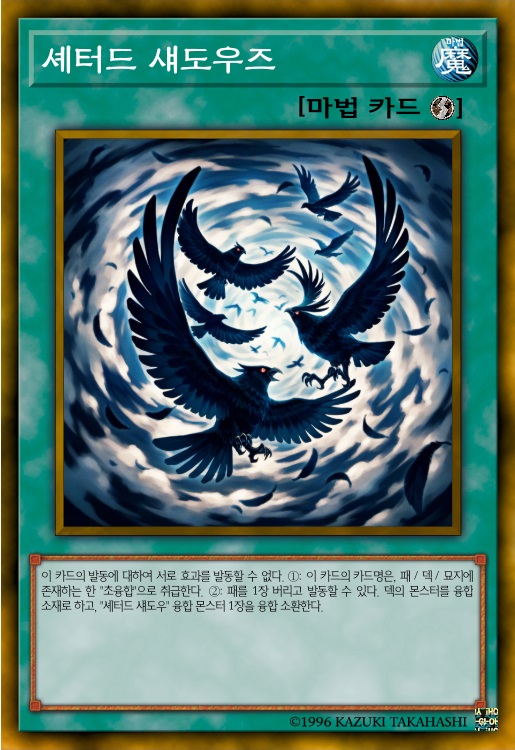 셰터드 섀도우즈
마법
魔
[마법 카드]
이 카드의 발동에 대하여 서로 효과를 발동할 수 없다. ①: 이 카드의 카드명은, 패 / 덱 / 묘지에
존재하는 한 "초융합"으로 취급한다. ②: 패를 1장 버리고 발동할 수 있다. 덱의 몬스터를 융합
소재로 하고, "셰터드 섀도우" 융합 몬스터 1장을 융합 소환한다.
©1996 KAZUKI TAKAHASHI